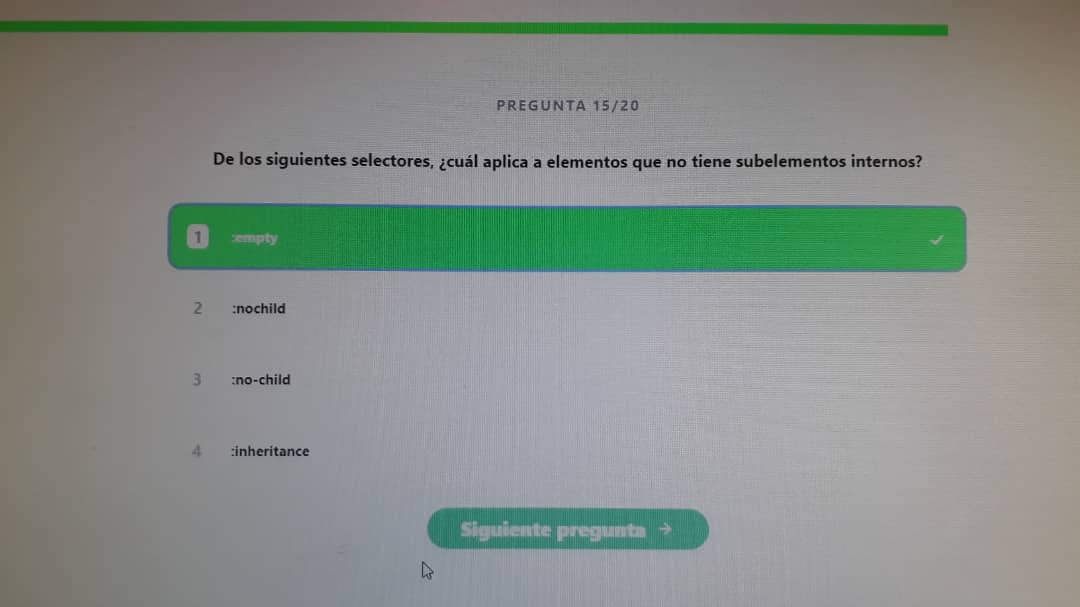 PREGUNTA 15/20
De los siguientes selectores, ¿cuál aplica a elementos que no tiene subelementos internos?
1 :empty
2 :nochild
3 :no-child
4 :inheritance
Siguiente pregunta →